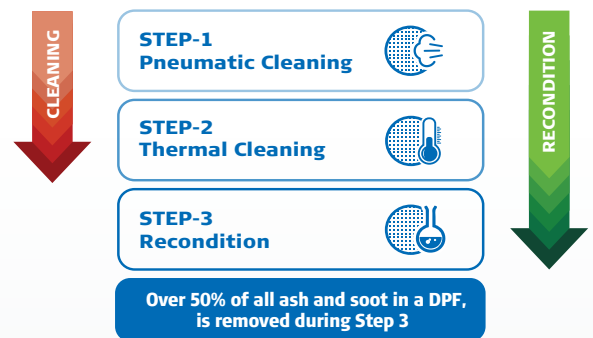 CLEANING
STEP-1
Pneumatic Cleaning
STEP-2
Thermal Cleaning
STEP-3
Recondition
RECONDITION
Over 50% of all ash and soot in a DPF,
is removed during Step 3